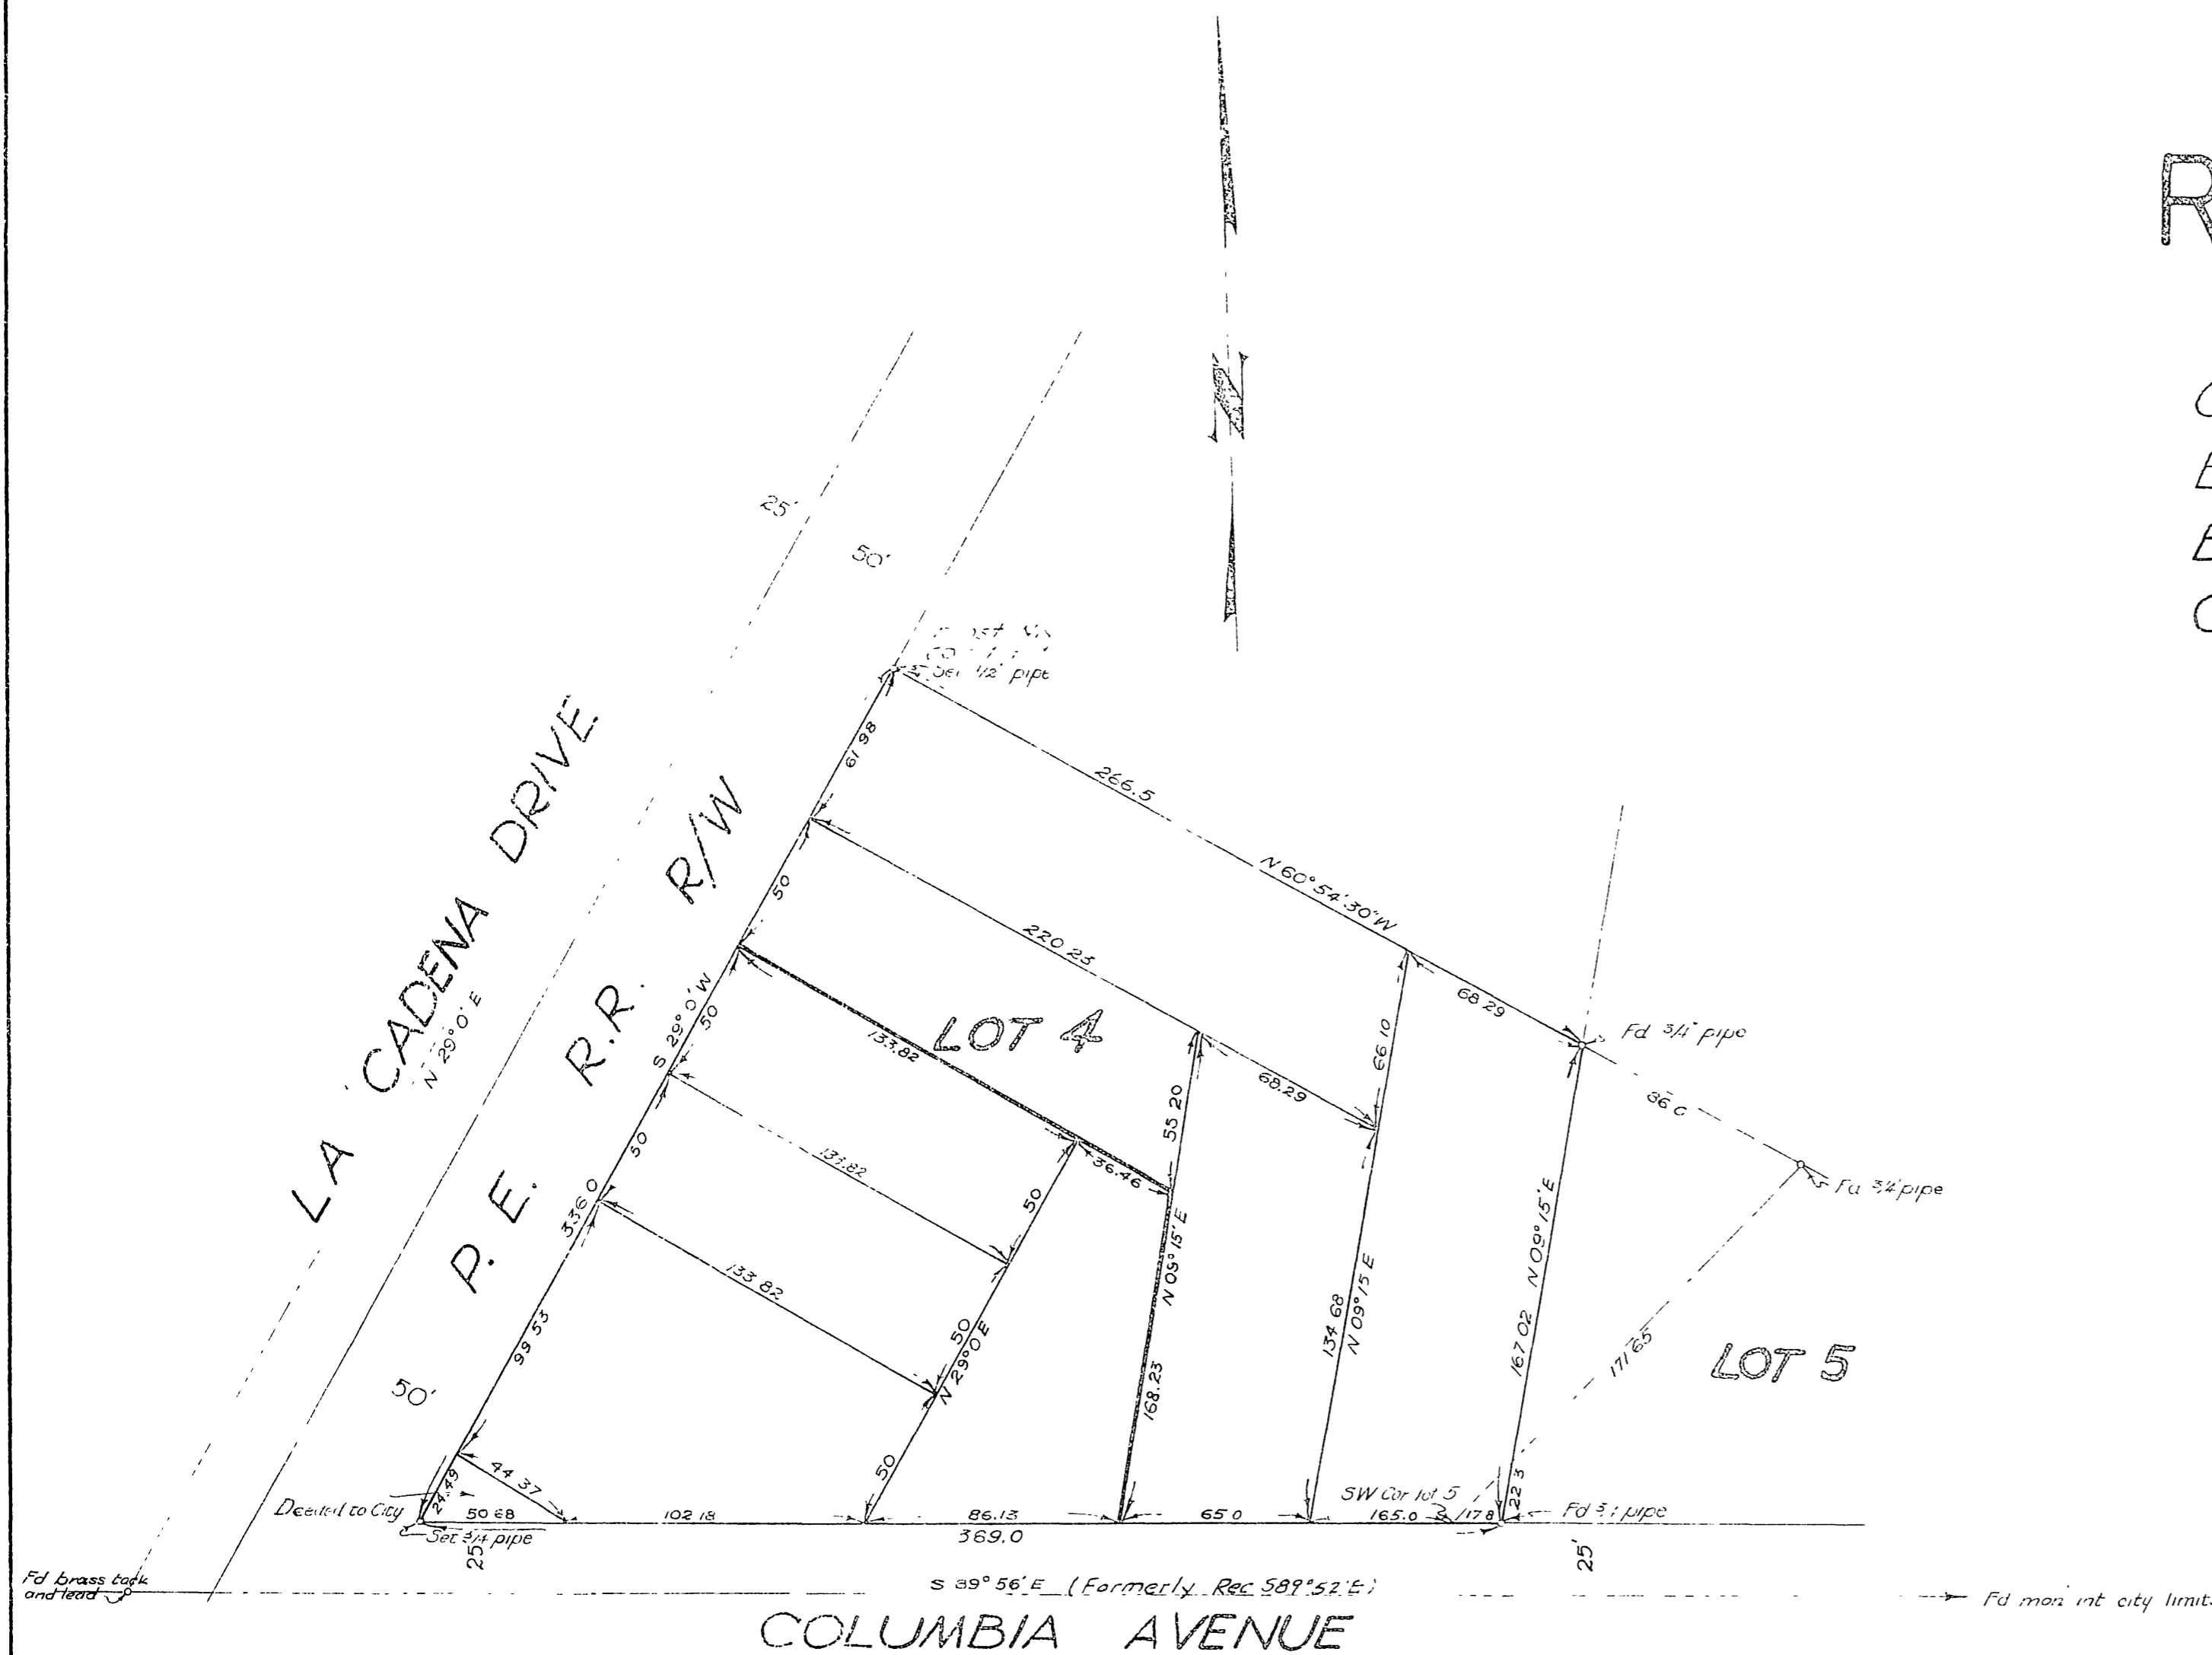 R
N
25'
50'
Set 1/2" pipe
61 98
266.5
N 60° 54' 30" W
68 29
Fd 3/4" pipe
86 0
Fd 3/4" pipe
LA CADENA DRIVE
N 29° 0' E
P. E. R.R. R/W
50
220 23
LOT 4
66 10
S 29° 0' W
50
133.82
55 20
68.29
36.46
50
133.82
50
336 0
133 82
N 09° 15' E
N 09° 15' E
N 09° 15 E
134 68
167 02
171 65
LOT 5
99 53
50
N 29° 0 E
168.23
50'
50
24.49
44 37
Deeded to City
50 68
102 18
86.13
65 0
165.0
17 8
22 3
SW Cor lot 5
Fd 3/4 pipe
Set 3/4 pipe
369.0
25'
25'
Fd brass tack
and lead
S 89° 56' E (Formerly Rec S89° 52' E)
Fd mon int city limits
COLUMBIA AVENUE